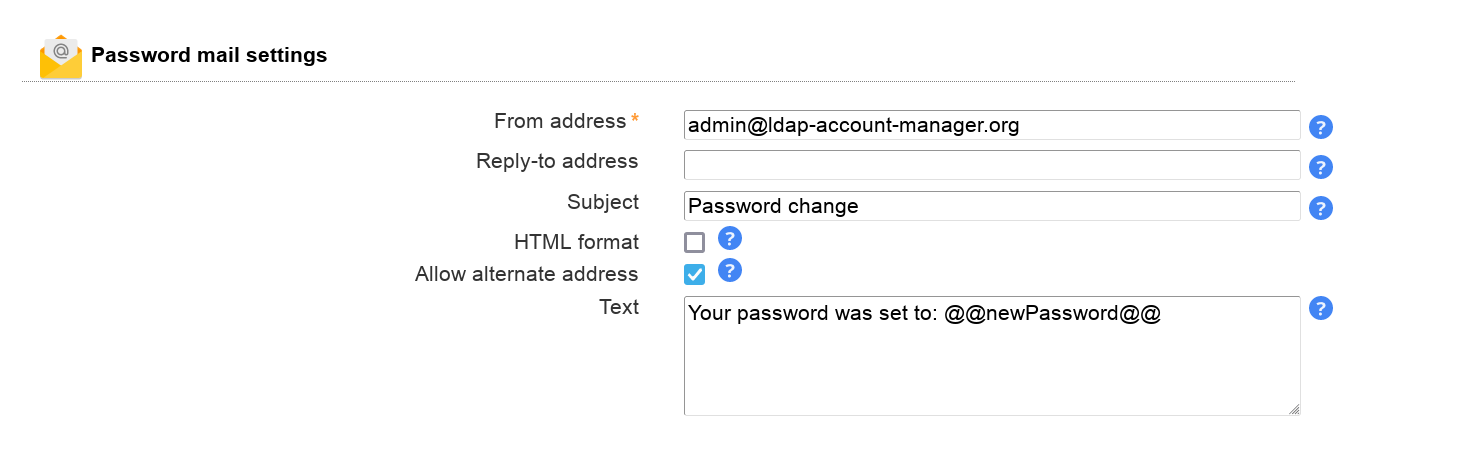 @ Password mail settings
From address * admin@ldap-account-manager.org ?
Reply-to address ?
Subject Password change ?
HTML format ?
Allow alternate address ?
Text Your password was set to: @@newPassword@@ ?